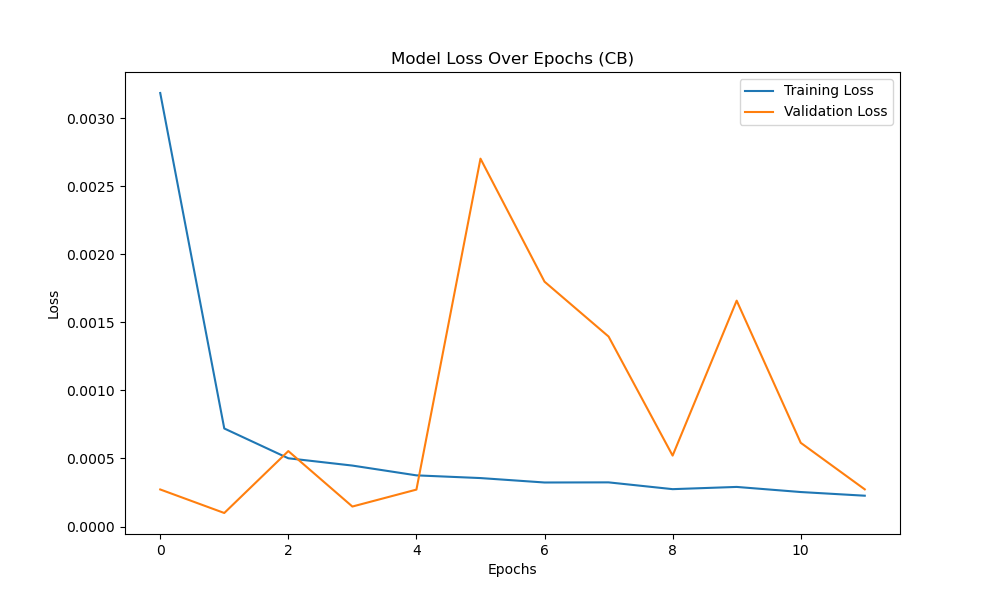 Model Loss Over Epochs (CB)
Training Loss
Validation Loss
0.0030
0.0025
0.0020
0.0015
0.0010
0.0005
0.0000
Loss
0 2 4 6 8 10
Epochs